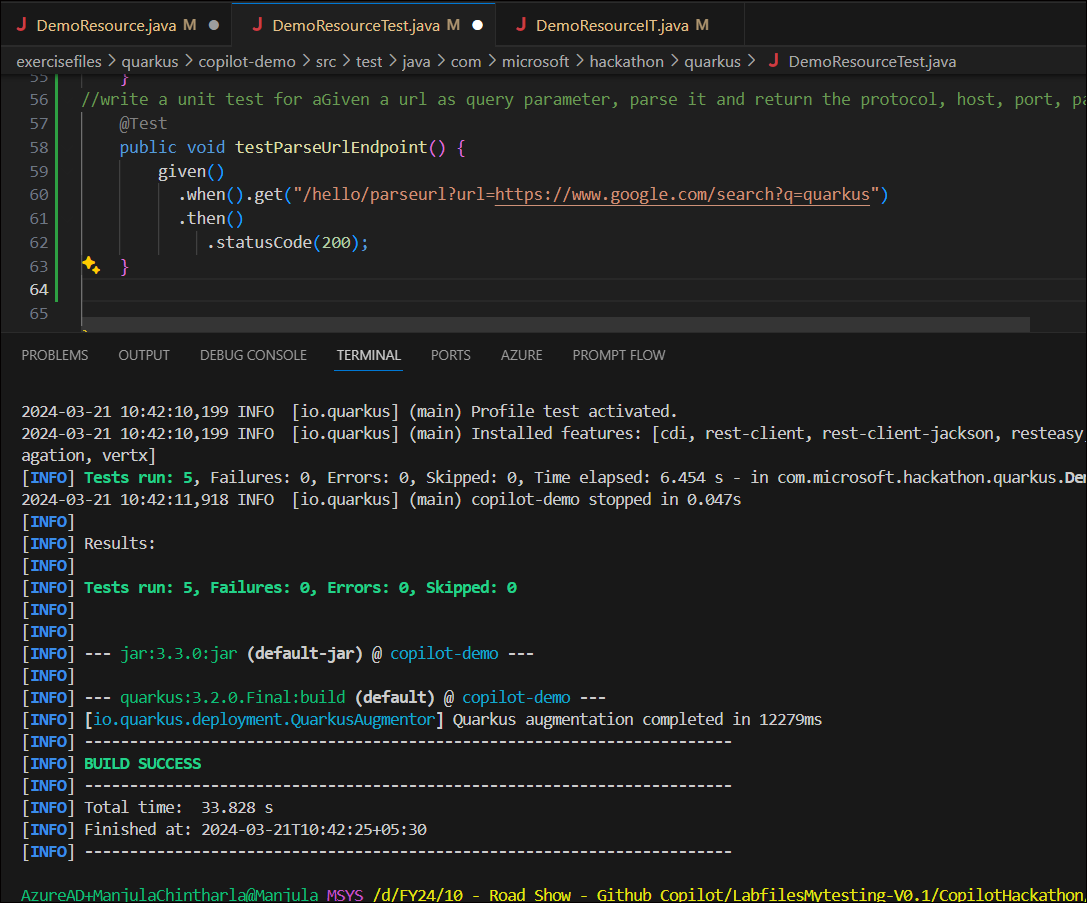 J DemoResource.java M J DemoResourceTest.java M J DemoResourceIT.java M
exercisefiles > quarkus > copilot-demo > src > test > java > com > microsoft > hackathon > quarkus > J DemoResourceTest.java
55 }
56 //write a unit test for aGiven a url as query parameter, parse it and return the protocol, host, port, pa
57 @Test
58 public void testParseUrlEndpoint() {
59 given()
60 .when().get("/hello/parseurl?url=https://www.google.com/search?q=quarkus")
61 .then()
62 .statusCode(200);
63 }
64
65
PROBLEMS OUTPUT DEBUG CONSOLE TERMINAL PORTS AZURE PROMPT FLOW
2024-03-21 10:42:10,199 INFO [io.quarkus] (main) Profile test activated.
2024-03-21 10:42:10,199 INFO [io.quarkus] (main) Installed features: [cdi, rest-client, rest-client-jackson, resteasy,
agation, vertx]
[INFO] Tests run: 5, Failures: 0, Errors: 0, Skipped: 0, Time elapsed: 6.454 s - in com.microsoft.hackathon.quarkus.Dem
2024-03-21 10:42:11,918 INFO [io.quarkus] (main) copilot-demo stopped in 0.047s
[INFO]
[INFO] Results:
[INFO]
[INFO] Tests run: 5, Failures: 0, Errors: 0, Skipped: 0
[INFO]
[INFO]
[INFO] --- jar:3.3.0:jar (default-jar) @ copilot-demo ---
[INFO]
[INFO] --- quarkus:3.2.0.Final:build (default) @ copilot-demo ---
[INFO] [io.quarkus.deployment.QuarkusAugmentor] Quarkus augmentation completed in 12279ms
[INFO] ------------------------------------------------------------------------
[INFO] BUILD SUCCESS
[INFO] ------------------------------------------------------------------------
[INFO] Total time:  33.828 s
[INFO] Finished at: 2024-03-21T10:42:25+05:30
[INFO] ------------------------------------------------------------------------
AzureAD+ManjulaChintharla@Manjula MSYS /d/FY24/10 - Road Show - Github Copilot/LabfilesMytesting-V0.1/CopilotHackathon